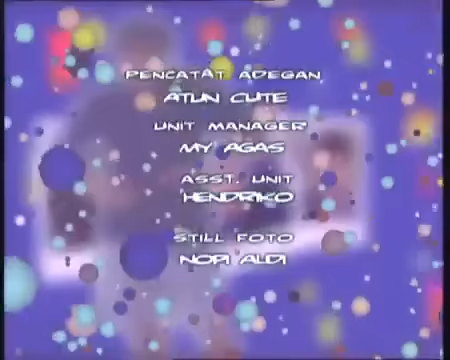 PENCATAT ADEGAN
ATUN CUTE
UNIT MANAGER
MY AGAS
ASST. UNIT
HENDRIKO
STILL FOTO
NOPI ALDI